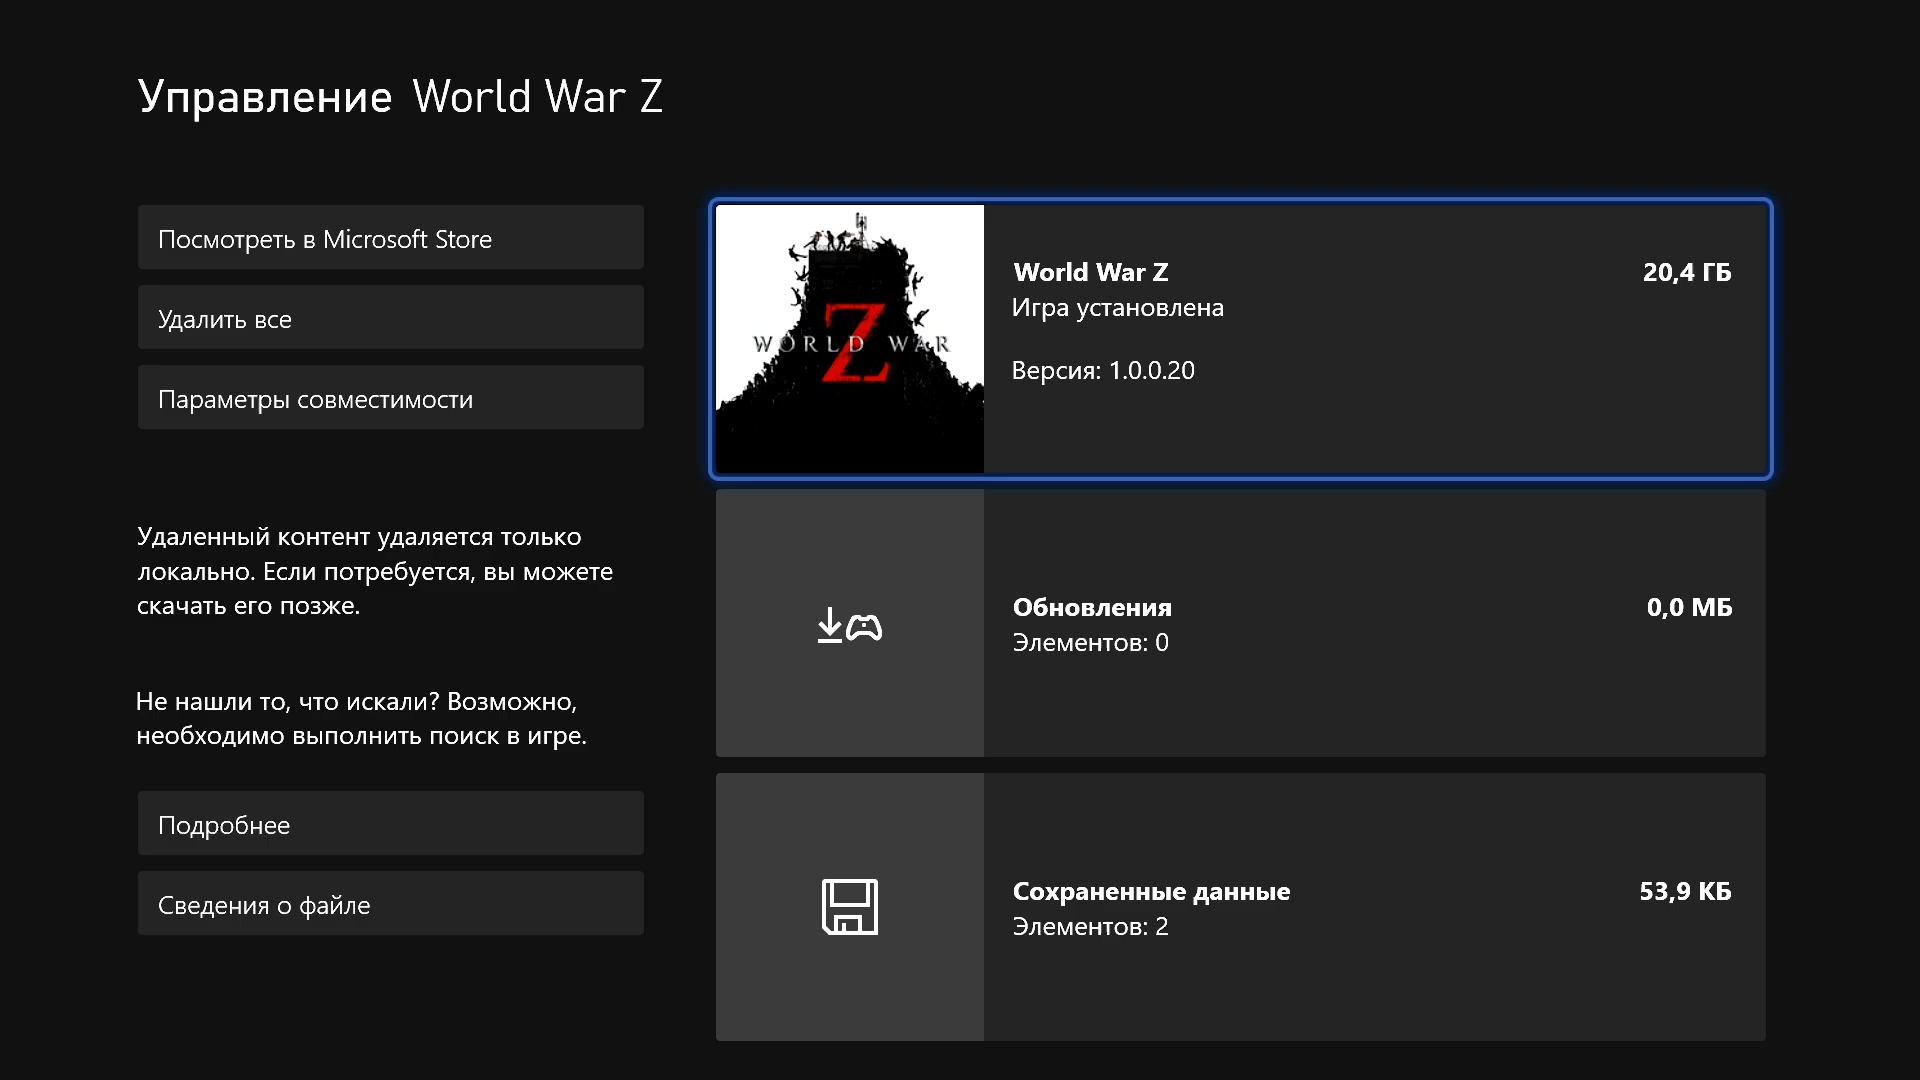 Управление World War Z
Посмотреть в Microsoft Store
Удалить все
Параметры совместимости
Удаленный контент удаляется только
локально. Если потребуется, вы можете
скачать его позже.
Не нашли то, что искали? Возможно,
необходимо выполнить поиск в игре.
Подробнее
Сведения о файле
WORLD WAR
Z
World War Z
20,4 ГБ
Игра установлена
Версия: 1.0.0.20
Обновления
0,0 МБ
Элементов: 0
Сохраненные данные
53,9 КБ
Элементов: 2